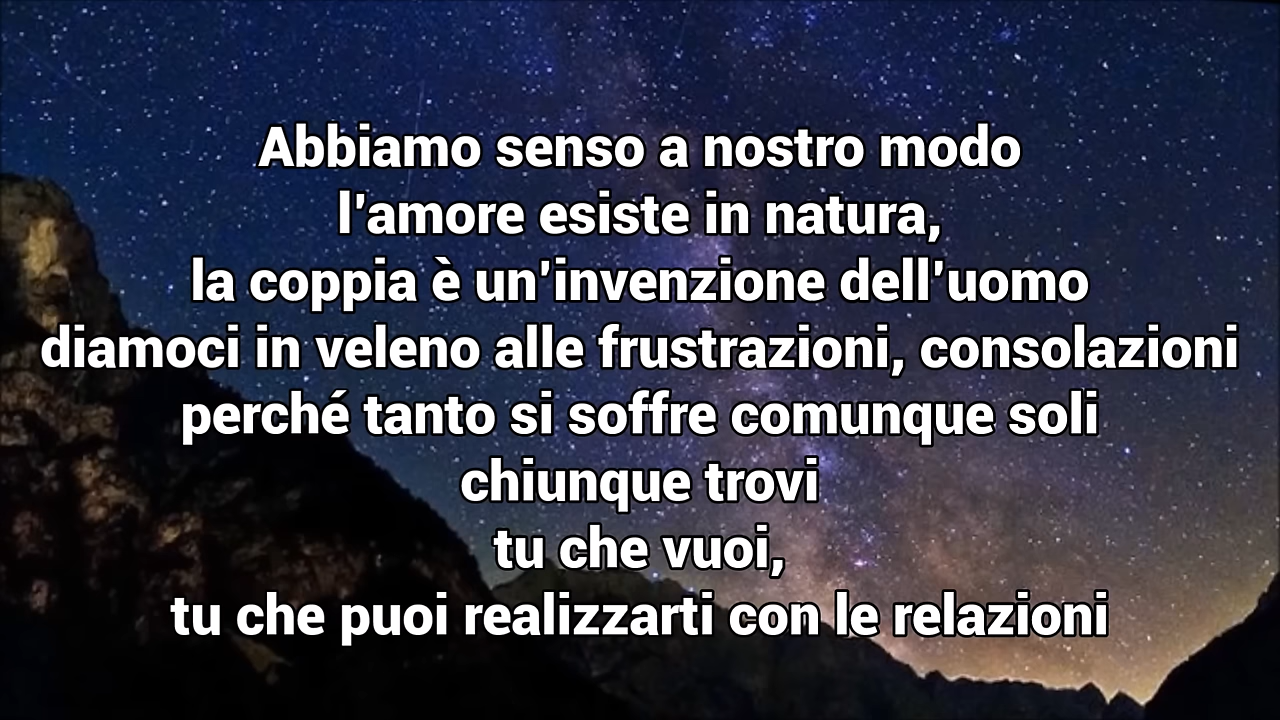 Abbiamo senso a nostro modo
l'amore esiste in natura,
la coppia è un'invenzione dell'uomo
diamoci in veleno alle frustrazioni, consolazioni
perché tanto si soffre comunque soli
chiunque trovi
tu che vuoi,
tu che puoi realizzarti con le relazioni